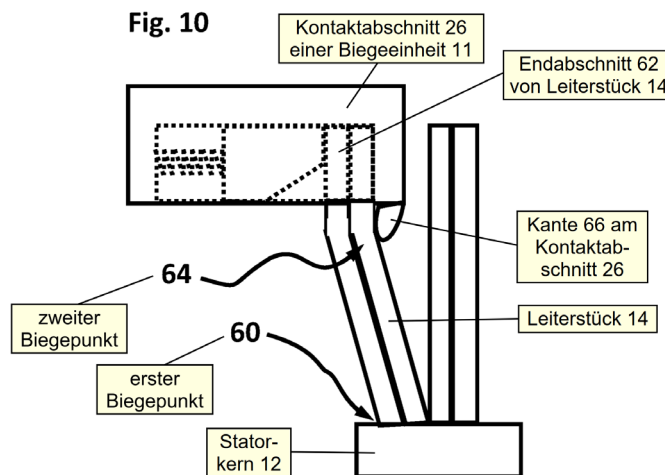 Fig. 10
Kontaktabschnitt 26
einer Biegeeinheit 11
Endabschnitt 62
von Leiterstück 14
Kante 66 am
Kontaktab-
schnitt 26
64
zweiter
Biegepunkt
Leiterstück 14
60
erster
Biegepunkt
Stator-
kern 12